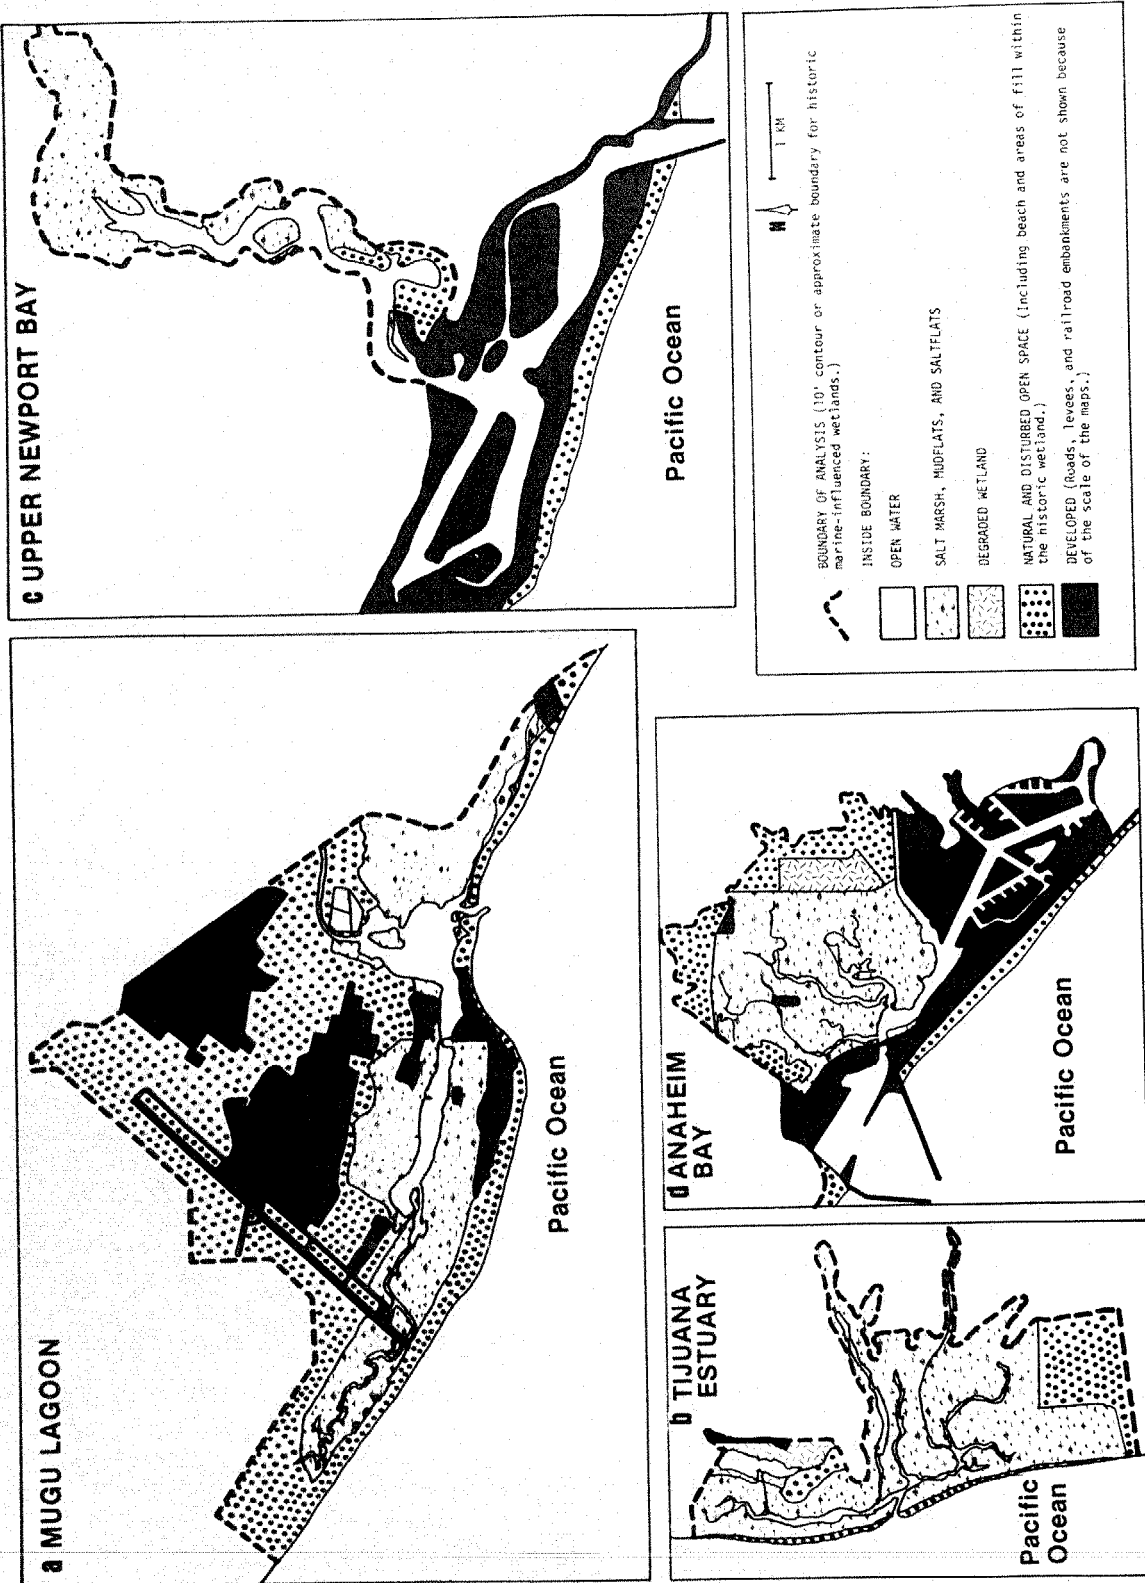 a MUGU LAGOON
Pacific Ocean
b TIJUANA
ESTUARY
Pacific
Ocean
c UPPER NEWPORT BAY
Pacific Ocean
d ANAHEIM
BAY
Pacific Ocean
N
1 KM
BOUNDARY OF ANALYSIS (10' contour or approximate boundary for historic
marine-influenced wetlands.)
INSIDE BOUNDARY:
OPEN WATER
SALT MARSH, MUDFLATS, AND SALTFLATS
DEGRADED WETLAND
NATURAL AND DISTURBED OPEN SPACE (Including beach and areas of fill within
the historic wetland.)
DEVELOPED (Roads, levees, and railroad embankments are not shown because
of the scale of the maps.)